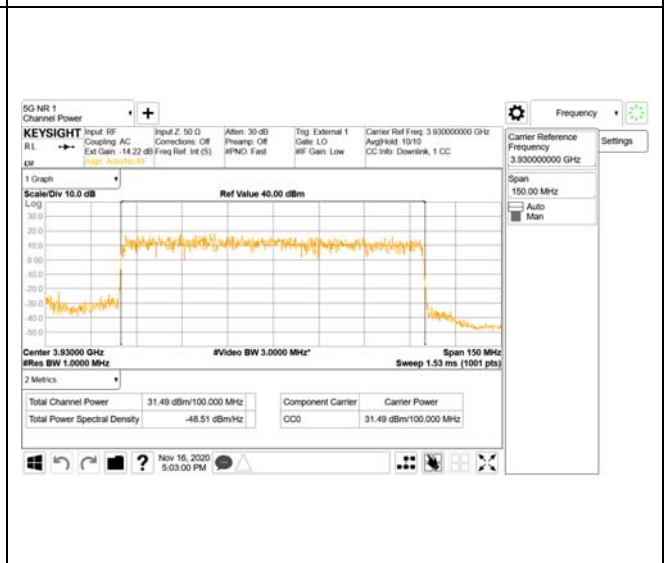 5G NR 1
Channel Power
Frequency
KEYSIGHT
RL
Input: RF
Coupling: AC
Ext Gain: -14.22 dB
Align: Auto/No RF
Input Z: 50 Ω
Corrections: Off
Freq Ref: Int (S)
Atten: 30 dB
Preamp: Off
#PNO: Fast
Trig: External 1
Gate: LO
#IF Gain: Low
Carrier Ref Freq: 3.930000000 GHz
Avg|Hold: 10/10
CC Info: Downlink, 1 CC
Carrier Reference
Frequency
3.930000000 GHz
Settings
Span
150.00 MHz
Auto
Man
1 Graph
Scale/Div 10.0 dB
Ref Value 40.00 dBm
Log
30.0
20.0
10.0
0.00
-10.0
-20.0
-30.0
-40.0
-50.0
Center 3.93000 GHz
#Video BW 3.0000 MHz*
Span 150 MHz
#Res BW 1.0000 MHz
Sweep 1.53 ms (1001 pts)
2 Metrics
Total Channel Power 31.49 dBm/100.000 MHz
Total Power Spectral Density -48.51 dBm/Hz
Component Carrier Carrier Power
CC0 31.49 dBm/100.000 MHz
?
Nov 16, 2020
5:03:00 PM